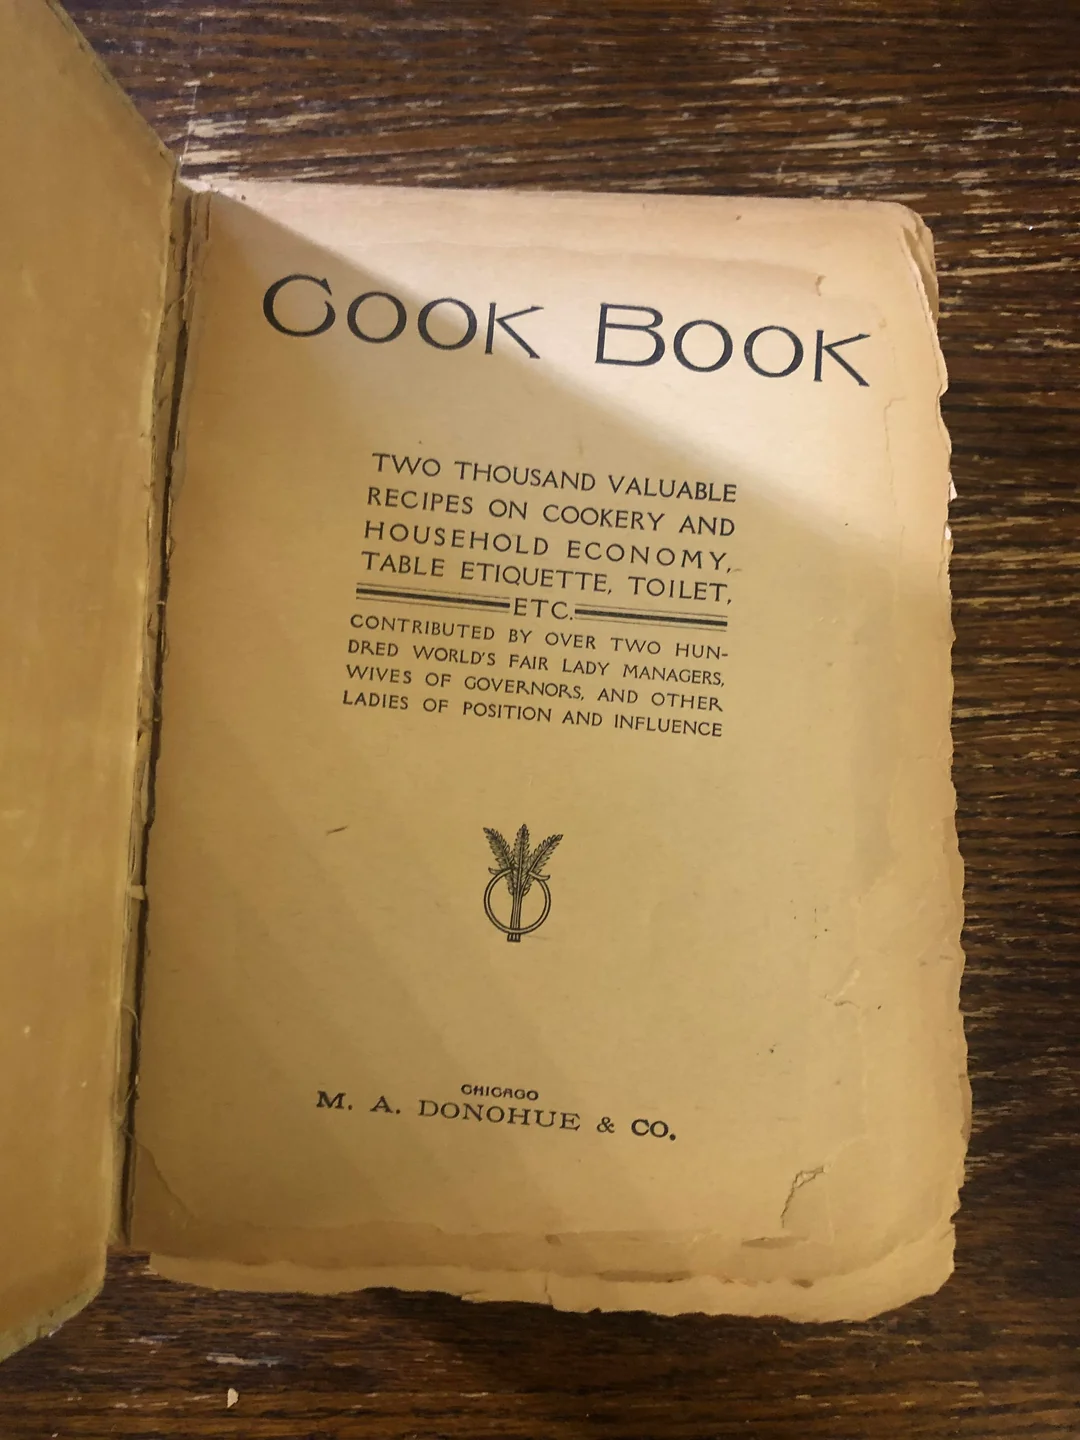 COOK BOOK
TWO THOUSAND VALUABLE
RECIPES ON COOKERY AND
HOUSEHOLD ECONOMY,
TABLE ETIQUETTE, TOILET,
ETC.
CONTRIBUTED BY OVER TWO HUN-
DRED WORLD'S FAIR LADY MANAGERS,
WIVES OF GOVERNORS, AND OTHER
LADIES OF POSITION AND INFLUENCE
CHICAGO
M. A. DONOHUE & CO.